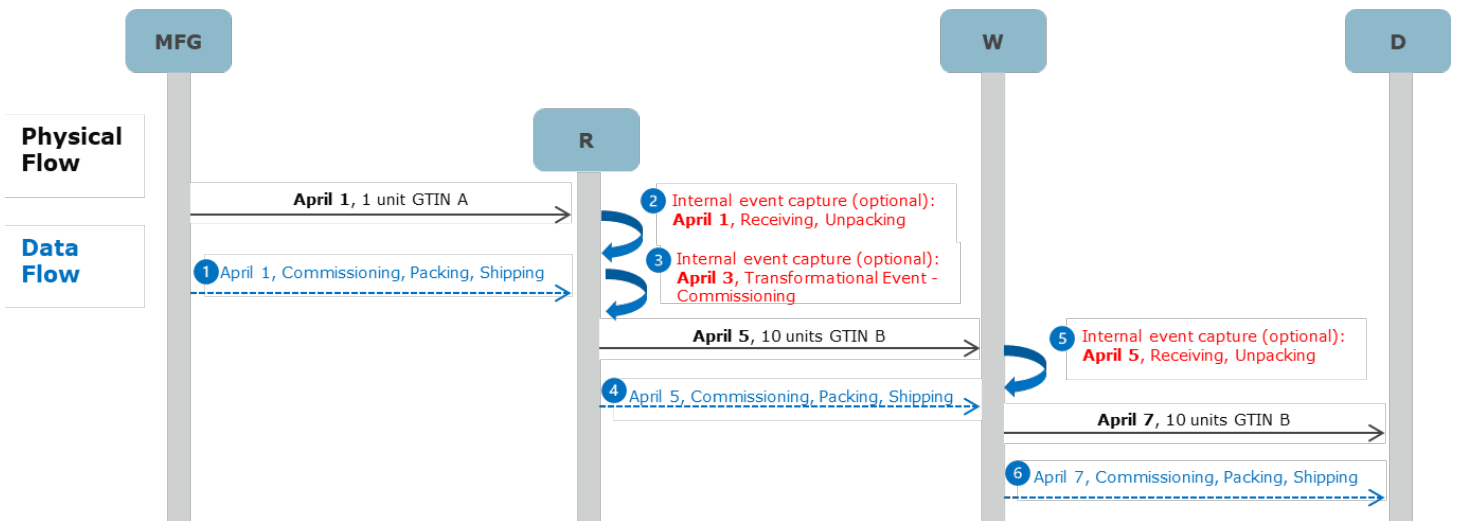 MFG
W
D
R
Physical
Flow
April 1, 1 unit GTIN A
2
Internal event capture (optional):
April 1, Receiving, Unpacking
Data
Flow
1
April 1, Commissioning, Packing, Shipping
3
Internal event capture (optional):
April 3, Transformational Event -
Commissioning
April 5, 10 units GTIN B
5
Internal event capture (optional):
April 5, Receiving, Unpacking
4
April 5, Commissioning, Packing, Shipping
April 7, 10 units GTIN B
6
April 7, Commissioning, Packing, Shipping